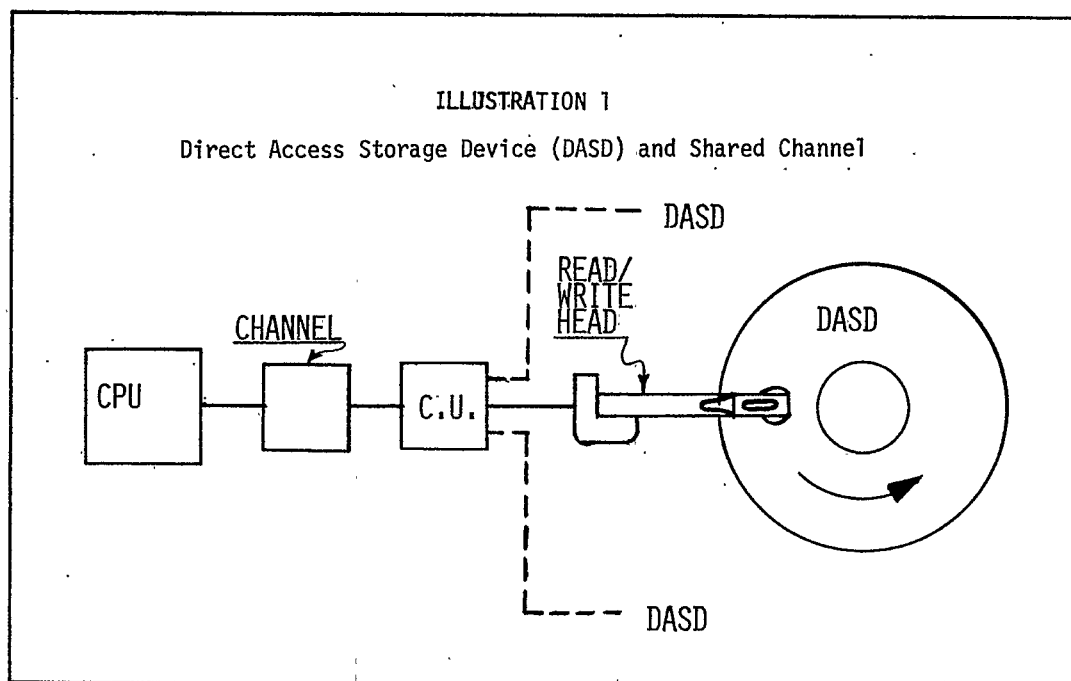 ILLUSTRATION 1
Direct Access Storage Device (DASD) and Shared Channel
DASD
READ/
WRITE
HEAD
DASD
CHANNEL
CPU
C.U.
DASD